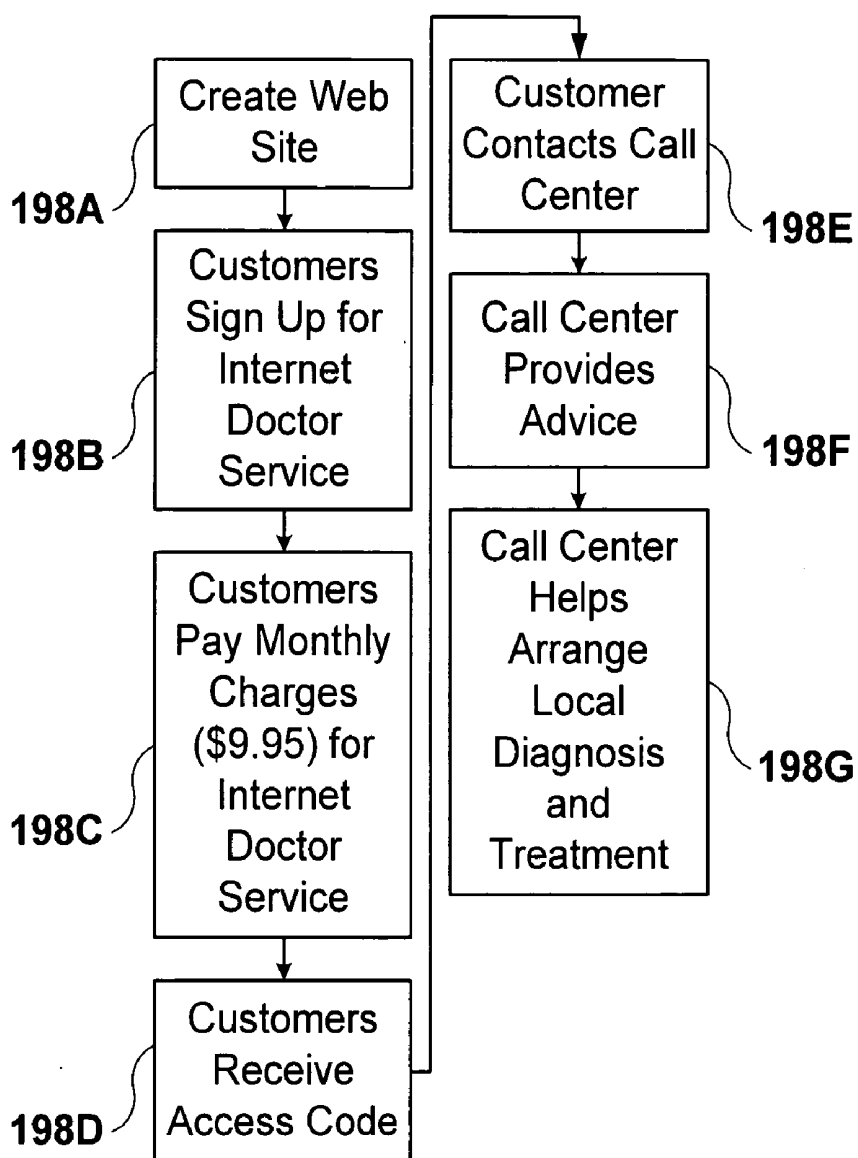 Create Web
Site
198A
Customers
Sign Up for
Internet
Doctor
Service
198B
Customers
Pay Monthly
Charges
($9.95) for
Internet
Doctor
Service
198C
Customers
Receive
Access Code
198D
Customer
Contacts Call
Center
198E
Call Center
Provides
Advice
198F
Call Center
Helps
Arrange
Local
Diagnosis
and
Treatment
198G